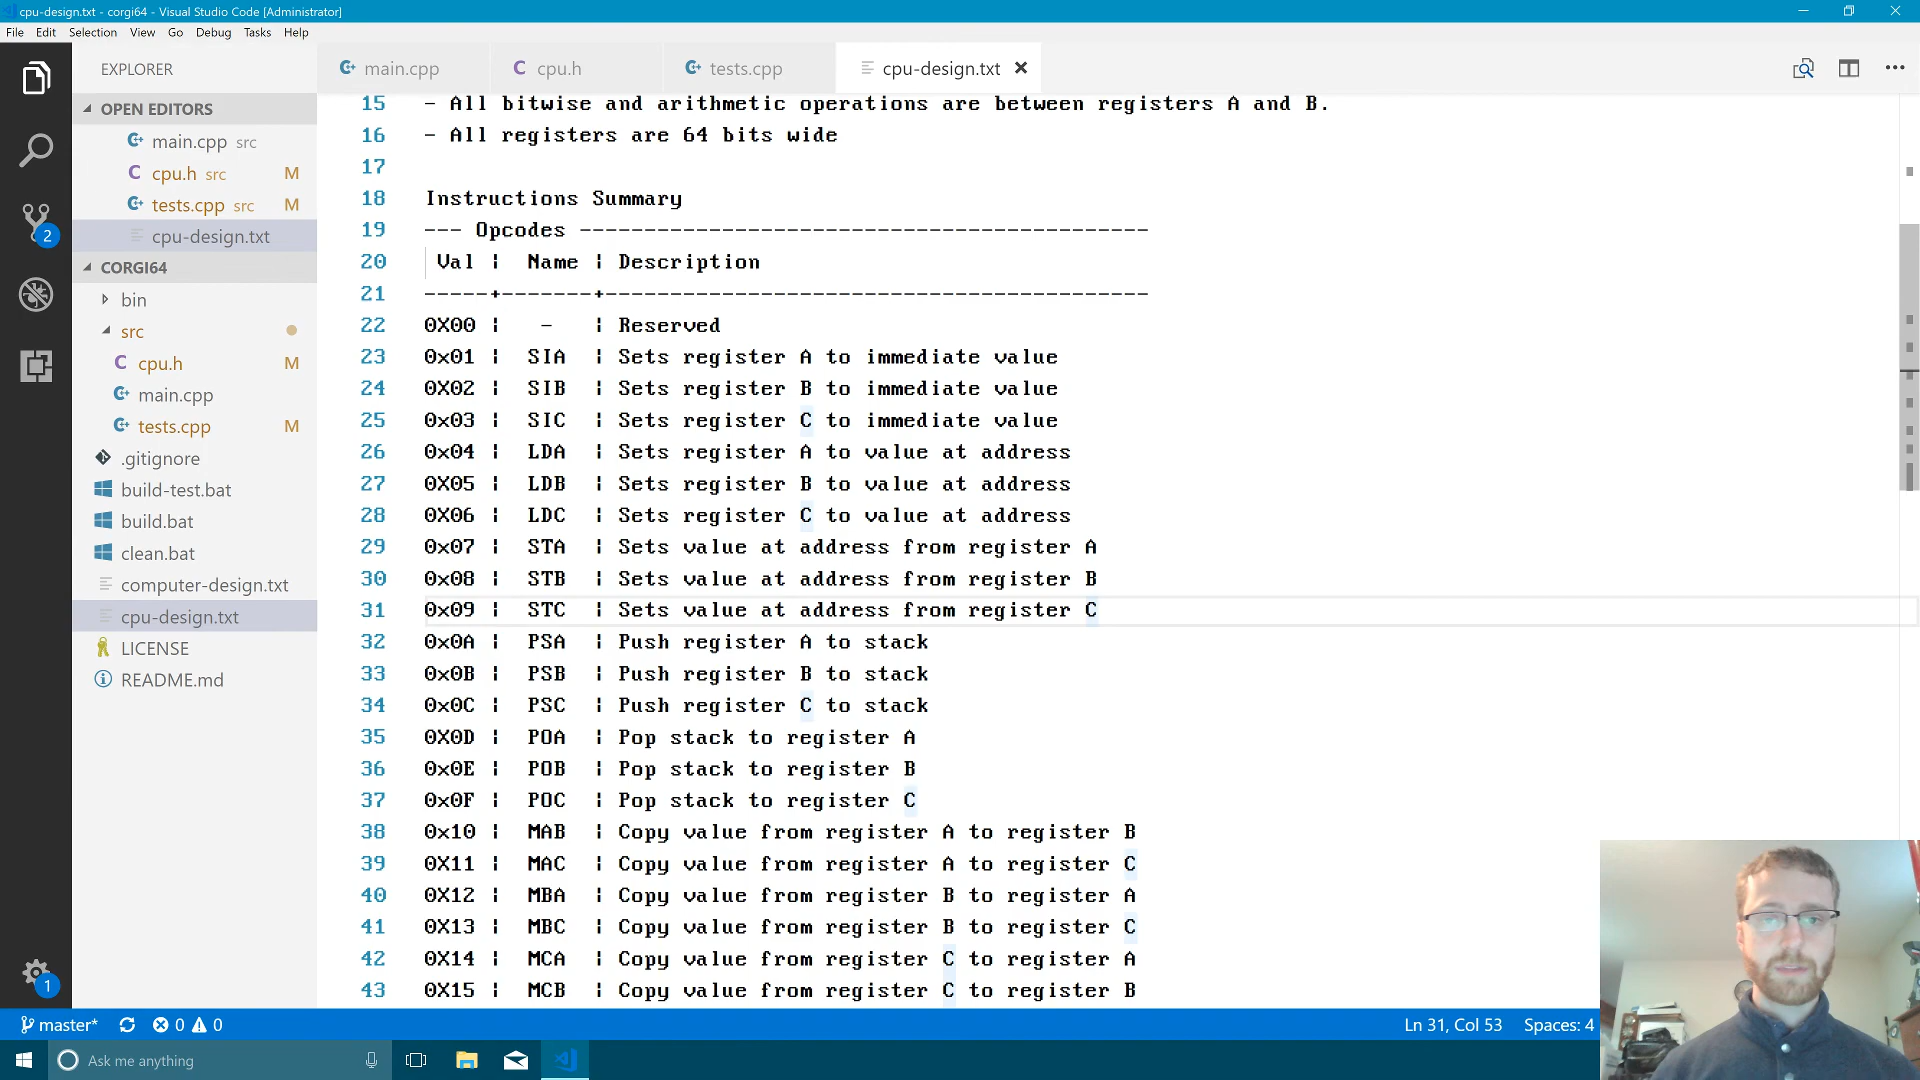 cpu-design.txt - corgi64 - Visual Studio Code [Administrator]
File Edit Selection View Go Debug Tasks Help
EXPLORER
main.cpp
cpu.h
tests.cpp
cpu-design.txt
OPEN EDITORS
main.cpp src
cpu.h src M
tests.cpp src M
cpu-design.txt
CORGI64
bin
src
cpu.h M
main.cpp
tests.cpp M
.gitignore
build-test.bat
build.bat
clean.bat
computer-design.txt
cpu-design.txt
LICENSE
README.md
2
1
15 - All bitwise and arithmetic operations are between registers A and B.
16 - All registers are 64 bits wide
17
18 Instructions Summary
19 --- Opcodes --------------------------------------------
20 Val | Name | Description
21 -----+-------+------------------------------------------
22 0X00 | - | Reserved
23 0x01 | SIA | Sets register A to immediate value
24 0X02 | SIB | Sets register B to immediate value
25 0x03 | SIC | Sets register C to immediate value
26 0x04 | LDA | Sets register A to value at address
27 0X05 | LDB | Sets register B to value at address
28 0X06 | LDC | Sets register C to value at address
29 0x07 | STA | Sets value at address from register A
30 0x08 | STB | Sets value at address from register B
31 0x09 | STC | Sets value at address from register C
32 0x0A | PSA | Push register A to stack
33 0x0B | PSB | Push register B to stack
34 0x0C | PSC | Push register C to stack
35 0X0D | POA | Pop stack to register A
36 0x0E | POB | Pop stack to register B
37 0x0F | POC | Pop stack to register C
38 0x10 | MAB | Copy value from register A to register B
39 0X11 | MAC | Copy value from register A to register C
40 0X12 | MBA | Copy value from register B to register A
41 0X13 | MBC | Copy value from register B to register C
42 0X14 | MCA | Copy value from register C to register A
43 0X15 | MCB | Copy value from register C to register B
master* 0 0 Ln 31, Col 53 Spaces: 4
Ask me anything